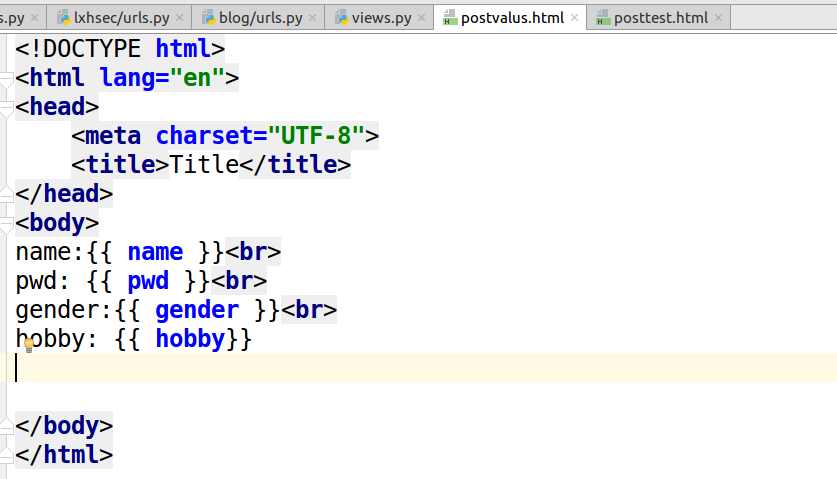 s.py lxhsec/urls.py blog/urls.py views.py postvalus.html posttest.html
<!DOCTYPE html>
<html lang="en">
<head>
    <meta charset="UTF-8">
    <title>Title</title>
</head>
<body>
name:{{ name }}<br>
pwd: {{ pwd }}<br>
gender:{{ gender }}<br>
hobby: {{ hobby}}
</body>
</html>